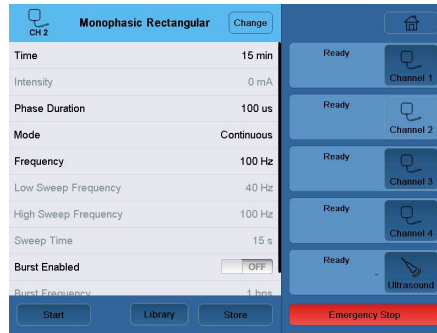 CH 2
Monophasic Rectangular
Change
Time 15 min
Intensity 0 mA
Phase Duration 100 us
Mode Continuous
Frequency 100 Hz
Low Sweep Frequency 40 Hz
High Sweep Frequency 100 Hz
Sweep Time 15 s
Burst Enabled OFF
Burst Frequency 1 bps
Start
Library
Store
Ready
Channel 1
Ready
Channel 2
Ready
Channel 3
Ready
Channel 4
Ready
Ultrasound
Emergency Stop